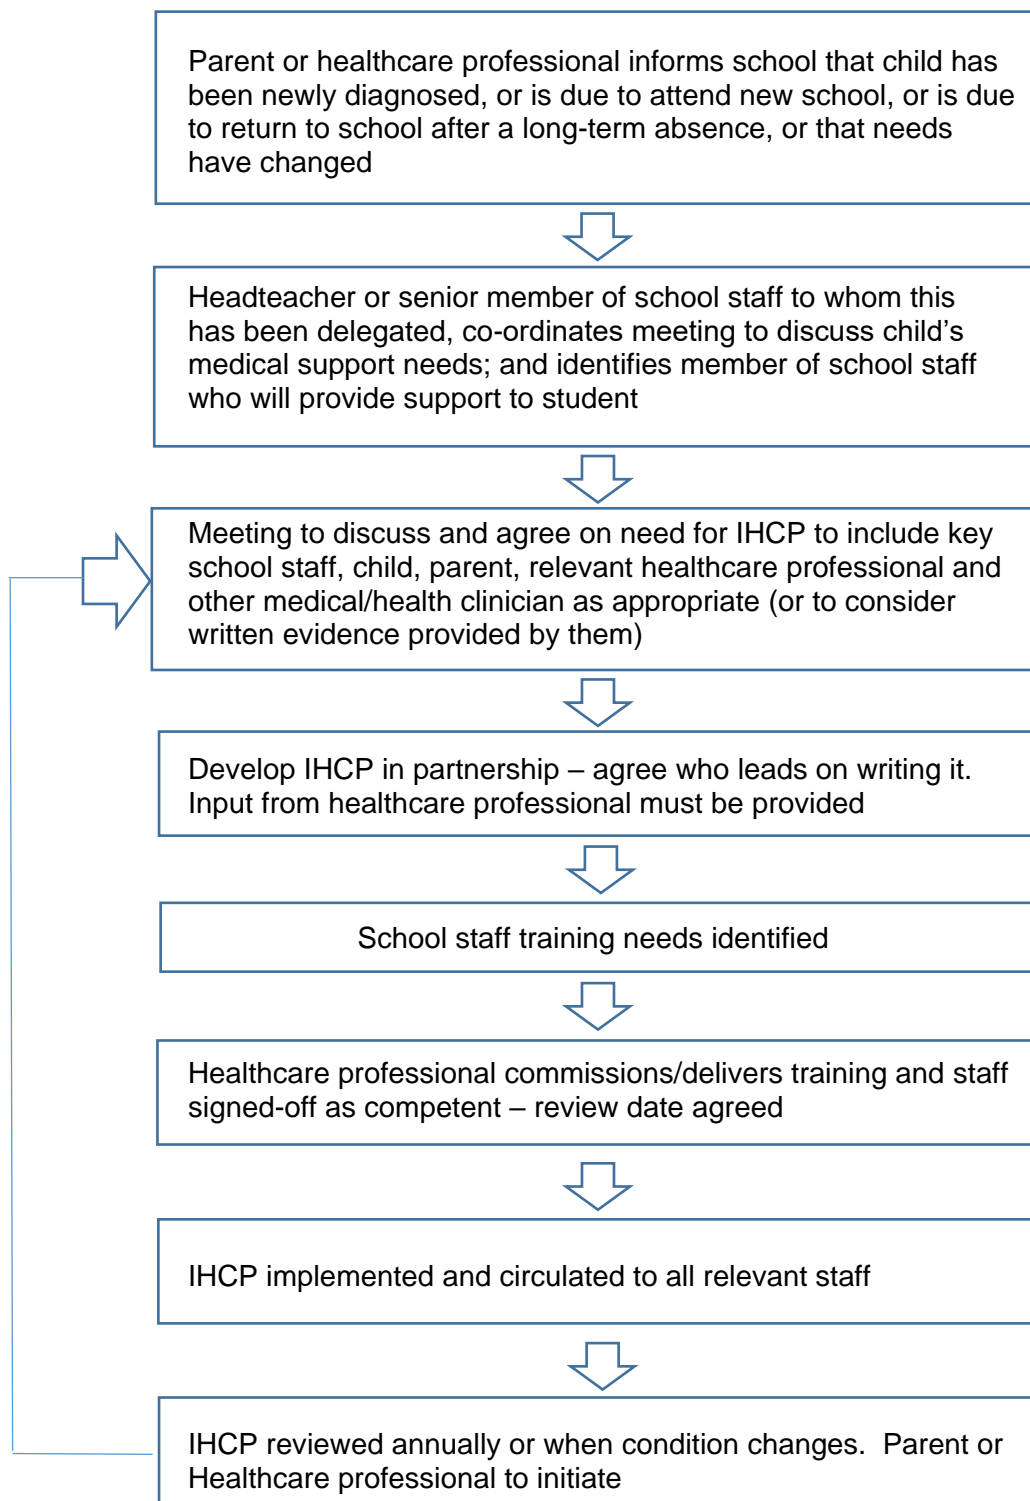 Parent or healthcare professional informs school that child has
been newly diagnosed, or is due to attend new school, or is due
to return to school after a long-term absence, or that needs
have changed
Headteacher or senior member of school staff to whom this
has been delegated, co-ordinates meeting to discuss child's
medical support needs; and identifies member of school staff
who will provide support to student
Meeting to discuss and agree on need for IHCP to include key
school staff, child, parent, relevant healthcare professional and
other medical/health clinician as appropriate (or to consider
written evidence provided by them)
Develop IHCP in partnership – agree who leads on writing it.
Input from healthcare professional must be provided
School staff training needs identified
Healthcare professional commissions/delivers training and staff
signed-off as competent – review date agreed
IHCP implemented and circulated to all relevant staff
IHCP reviewed annually or when condition changes.  Parent or
Healthcare professional to initiate